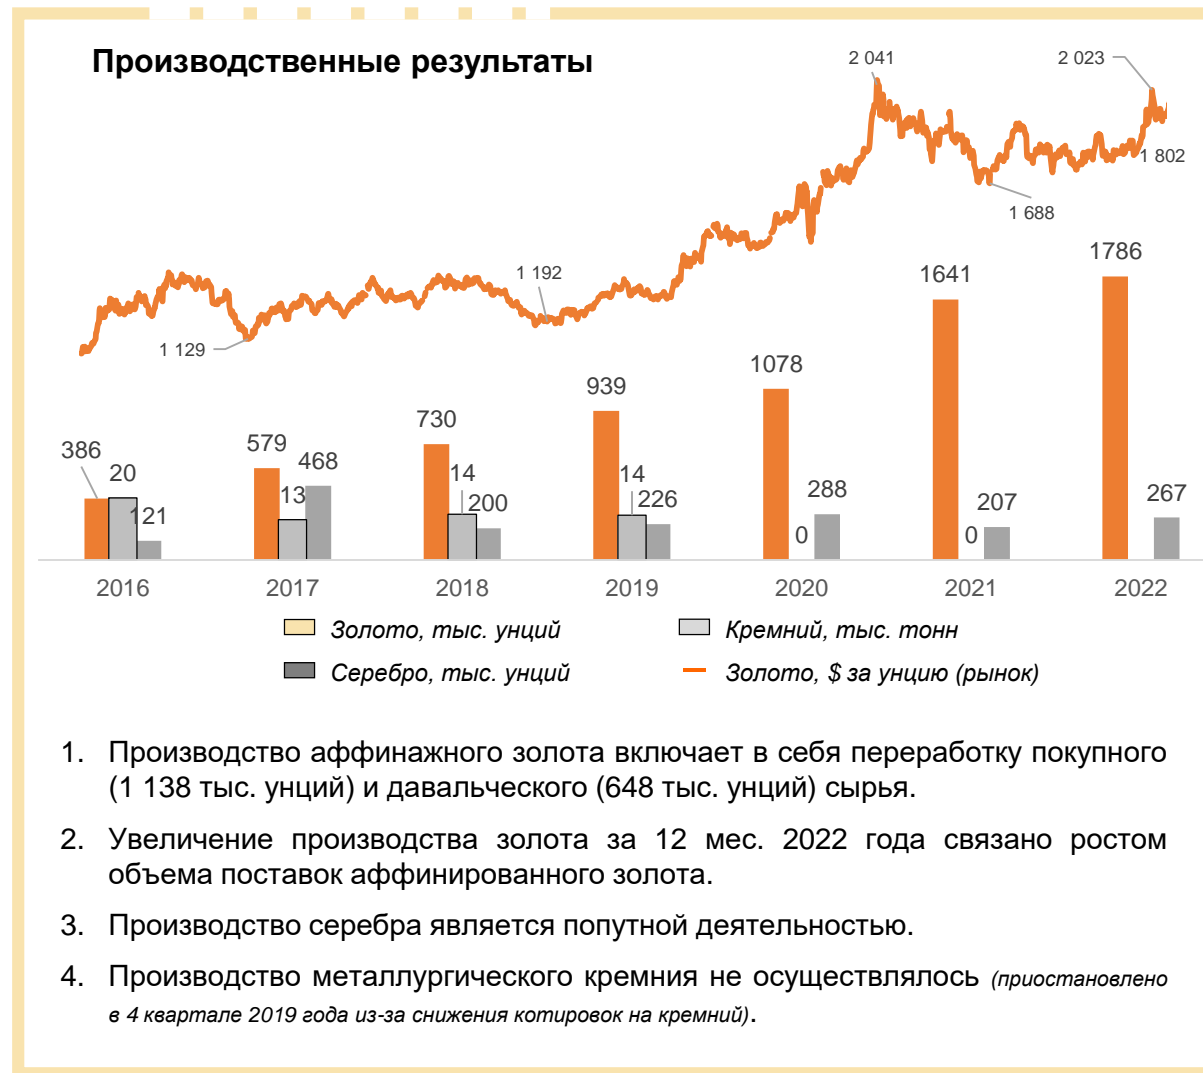 Производственные результаты
2 041
2 023
1 802
1 688
1 192
1 129
386
20
121
579
13
468
730
14
200
939
14
226
1078
0
288
1641
0
207
1786
267
2016
2017
2018
2019
2020
2021
2022
Золото, тыс. унций
Кремний, тыс. тонн
Серебро, тыс. унций
Золото, $ за унцию (рынок)
1. Производство аффинажного золота включает в себя переработку покупного
(1 138 тыс. унций) и давальческого (648 тыс. унций) сырья.
2. Увеличение производства золота за 12 мес. 2022 года связано ростом
объема поставок аффинированного золота.
3. Производство серебра является попутной деятельностью.
4. Производство металлургического кремния не осуществлялось (приостановлено
в 4 квартале 2019 года из-за снижения котировок на кремний).